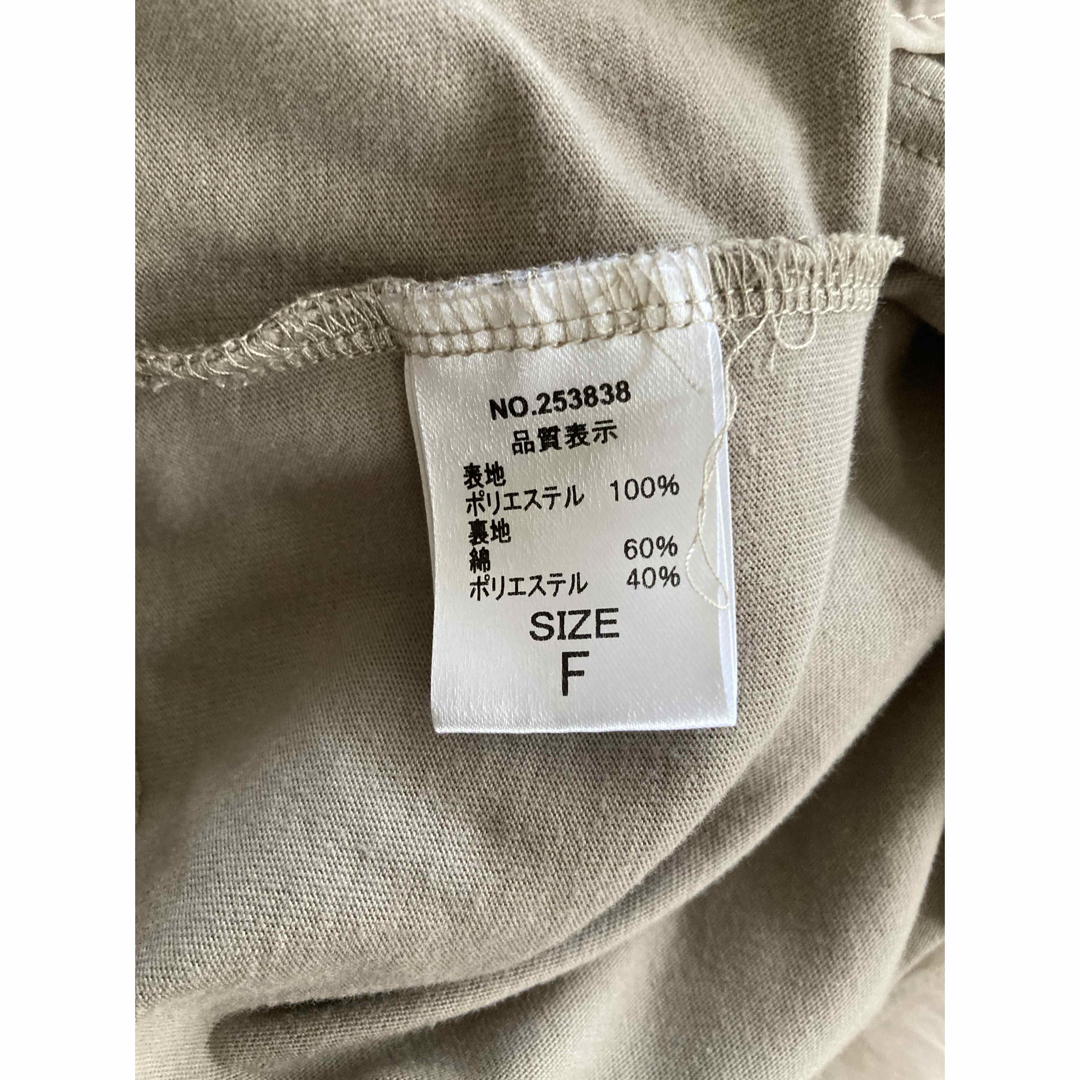 NO.253838
品質表示
表地
ポリエステル 100%
裏地
綿 60%
ポリエステル 40%
SIZE
F